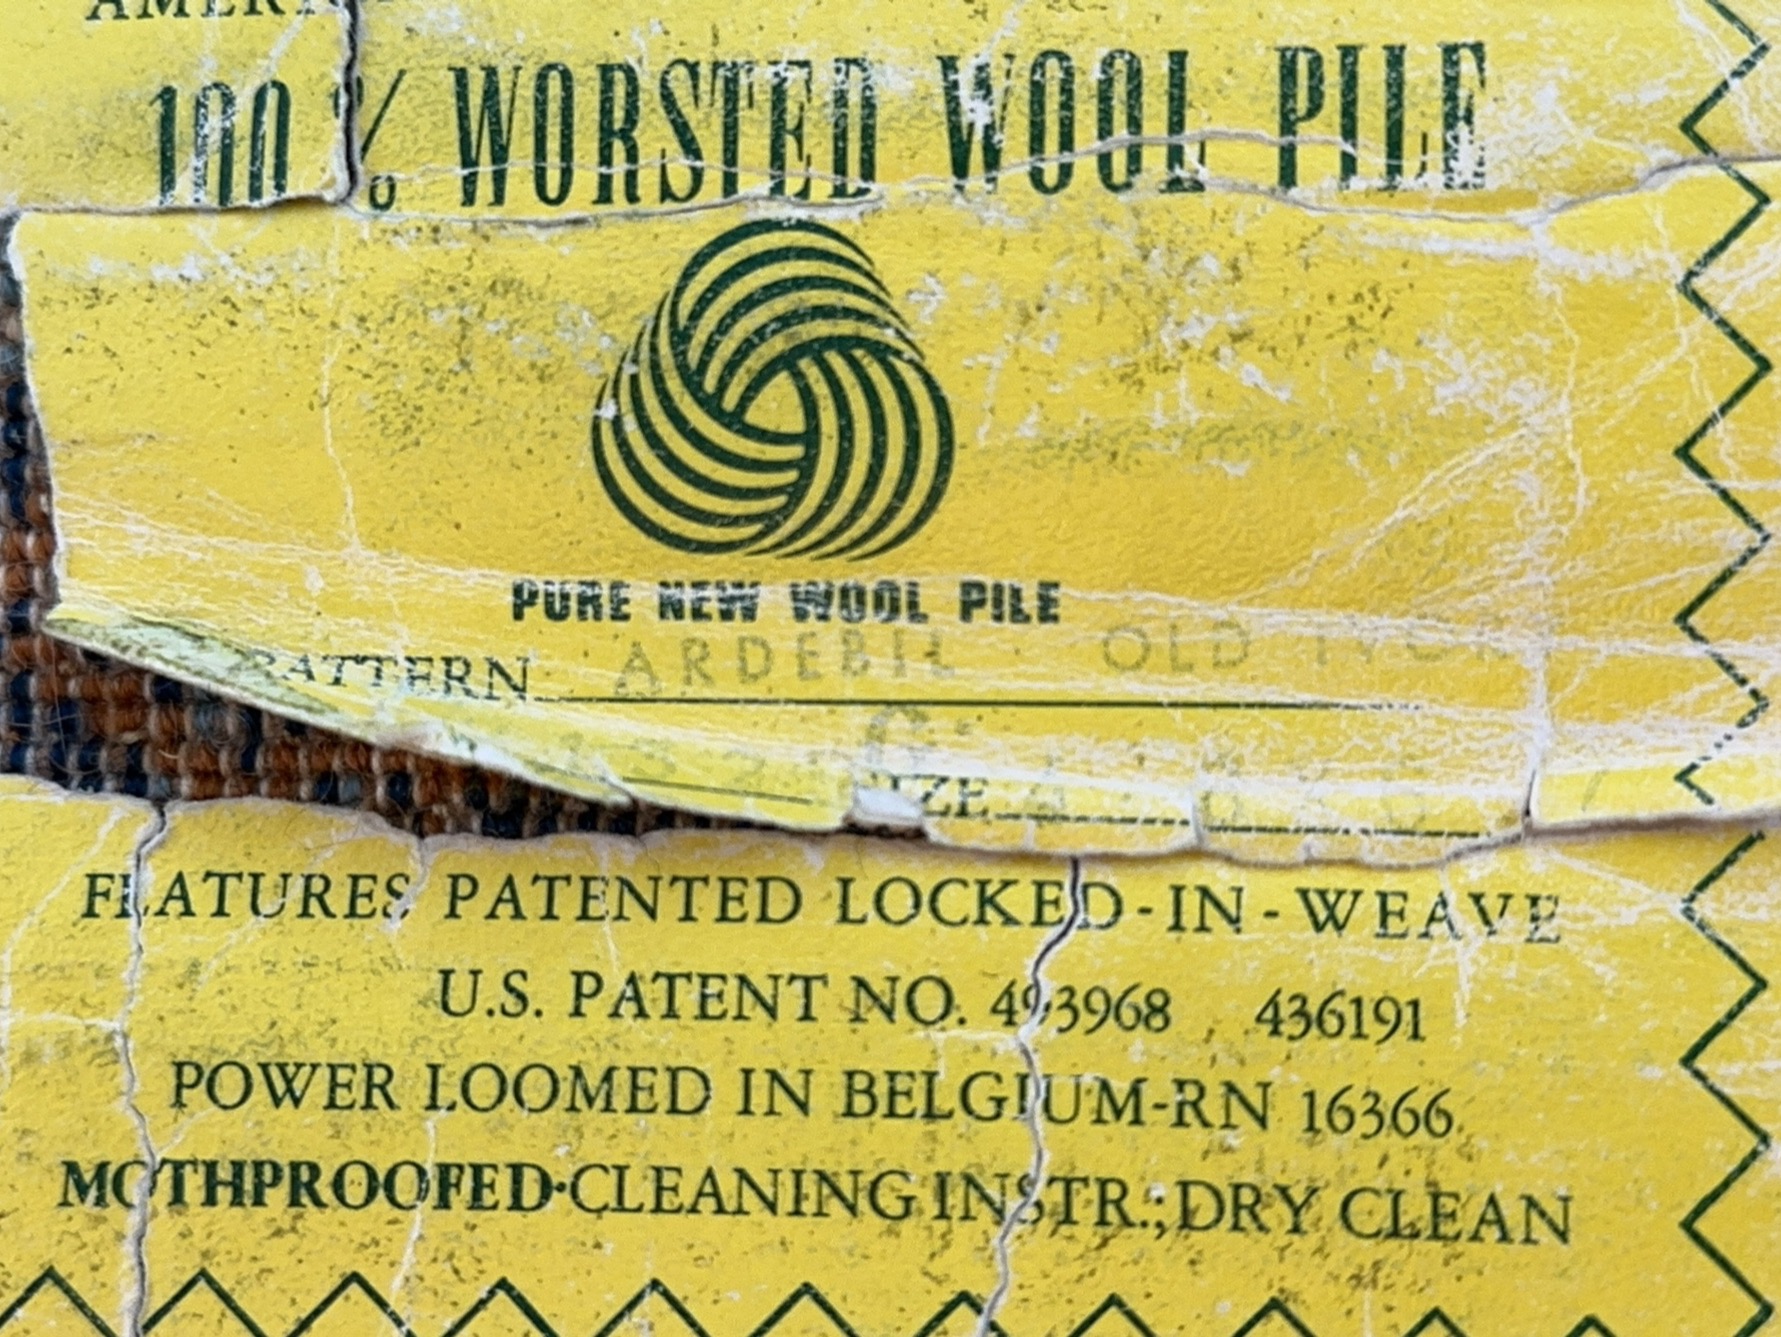 100 % WORSTED WOOL PILE
PURE NEW WOOL PILE
PATTERN ARDEBIL OLD
FEATURES PATENTED LOCKED-IN-WEAVE
U.S. PATENT NO. 493968 436191
POWER LOOMED IN BELGIUM-RN 16366
MOTHPROOFED·CLEANING INSTR.;DRY CLEAN